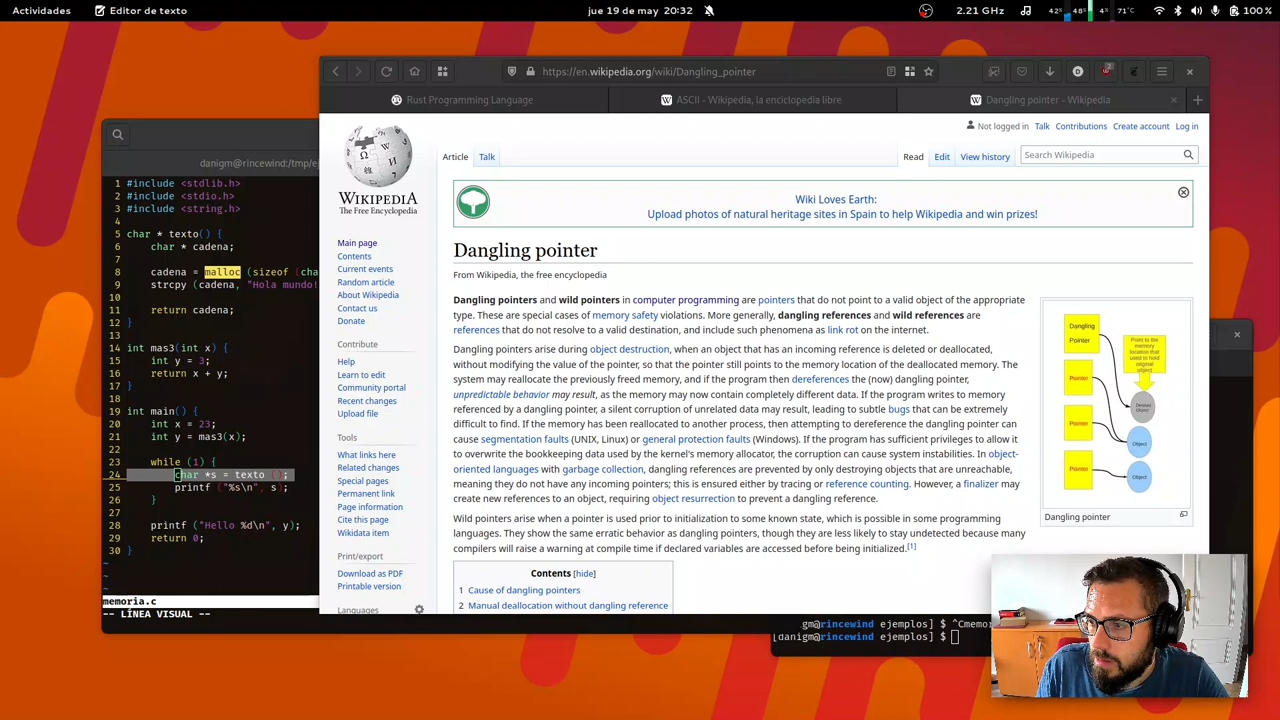 Actividades
Editor de texto
jue 19 de may 20:32
2.21 GHz
42%
48%
4%
71°C
100 %
https://en.wikipedia.org/wiki/Dangling_pointer
Rust Programming Language
ASCII - Wikipedia, la enciclopedia libre
Dangling pointer - Wikipedia
danigm@rincewind:/tmp/ej
1 #include <stdlib.h>
2 #include <stdio.h>
3 #include <string.h>
4
5 char * texto() {
6 char * cadena;
7
8 cadena = malloc (sizeof (cha
9 strcpy (cadena, "Hola mundo!
10
11 return cadena;
12 }
13
14 int mas3(int x) {
15 int y = 3;
16 return x + y;
17 }
18
19 int main() {
20 int x = 23;
21 int y = mas3(x);
22
23 while (1) {
24 char *s = texto ();
25 printf ("%s\n", s);
26 }
27
28 printf ("Hello %d\n", y);
29 return 0;
30 }
~
~
memoria.c
-- LÍNEA VISUAL --
WIKIPEDIA
The Free Encyclopedia
Main page
Contents
Current events
Random article
About Wikipedia
Contact us
Donate
Contribute
Help
Learn to edit
Community portal
Recent changes
Upload file
Tools
What links here
Related changes
Special pages
Permanent link
Page information
Cite this page
Wikidata item
Print/export
Download as PDF
Printable version
Languages
Not logged in Talk Contributions Create account Log in
Article Talk
Read Edit View history
Search Wikipedia
Wiki Loves Earth:
Upload photos of natural heritage sites in Spain to help Wikipedia and win prizes!
Dangling pointer
From Wikipedia, the free encyclopedia
Dangling pointers and wild pointers in computer programming are pointers that do not point to a valid object of the appropriate
type. These are special cases of memory safety violations. More generally, dangling references and wild references are
references that do not resolve to a valid destination, and include such phenomena as link rot on the internet.
Dangling pointers arise during object destruction, when an object that has an incoming reference is deleted or deallocated,
without modifying the value of the pointer, so that the pointer still points to the memory location of the deallocated memory. The
system may reallocate the previously freed memory, and if the program then dereferences the (now) dangling pointer,
unpredictable behavior may result, as the memory may now contain completely different data. If the program writes to memory
referenced by a dangling pointer, a silent corruption of unrelated data may result, leading to subtle bugs that can be extremely
difficult to find. If the memory has been reallocated to another process, then attempting to dereference the dangling pointer can
cause segmentation faults (UNIX, Linux) or general protection faults (Windows). If the program has sufficient privileges to allow it
to overwrite the bookkeeping data used by the kernel's memory allocator, the corruption can cause system instabilities. In object-
oriented languages with garbage collection, dangling references are prevented by only destroying objects that are unreachable,
meaning they do not have any incoming pointers; this is ensured either by tracing or reference counting. However, a finalizer may
create new references to an object, requiring object resurrection to prevent a dangling reference.
Wild pointers arise when a pointer is used prior to initialization to some known state, which is possible in some programming
languages. They show the same erratic behavior as dangling pointers, though they are less likely to stay undetected because many
compilers will raise a warning at compile time if declared variables are accessed before being initialized.[1]
Contents [hide]
1 Cause of dangling pointers
2 Manual deallocation without dangling reference
Dangling
Pointer
Point to the
memory
location that
used to hold
original
object
Pointer
Pointer
Pointer
Deleted
Object
Object
Object
Dangling pointer
gm@rincewind ejemplos] $ ^Cmemo
[danigm@rincewind ejemplos] $